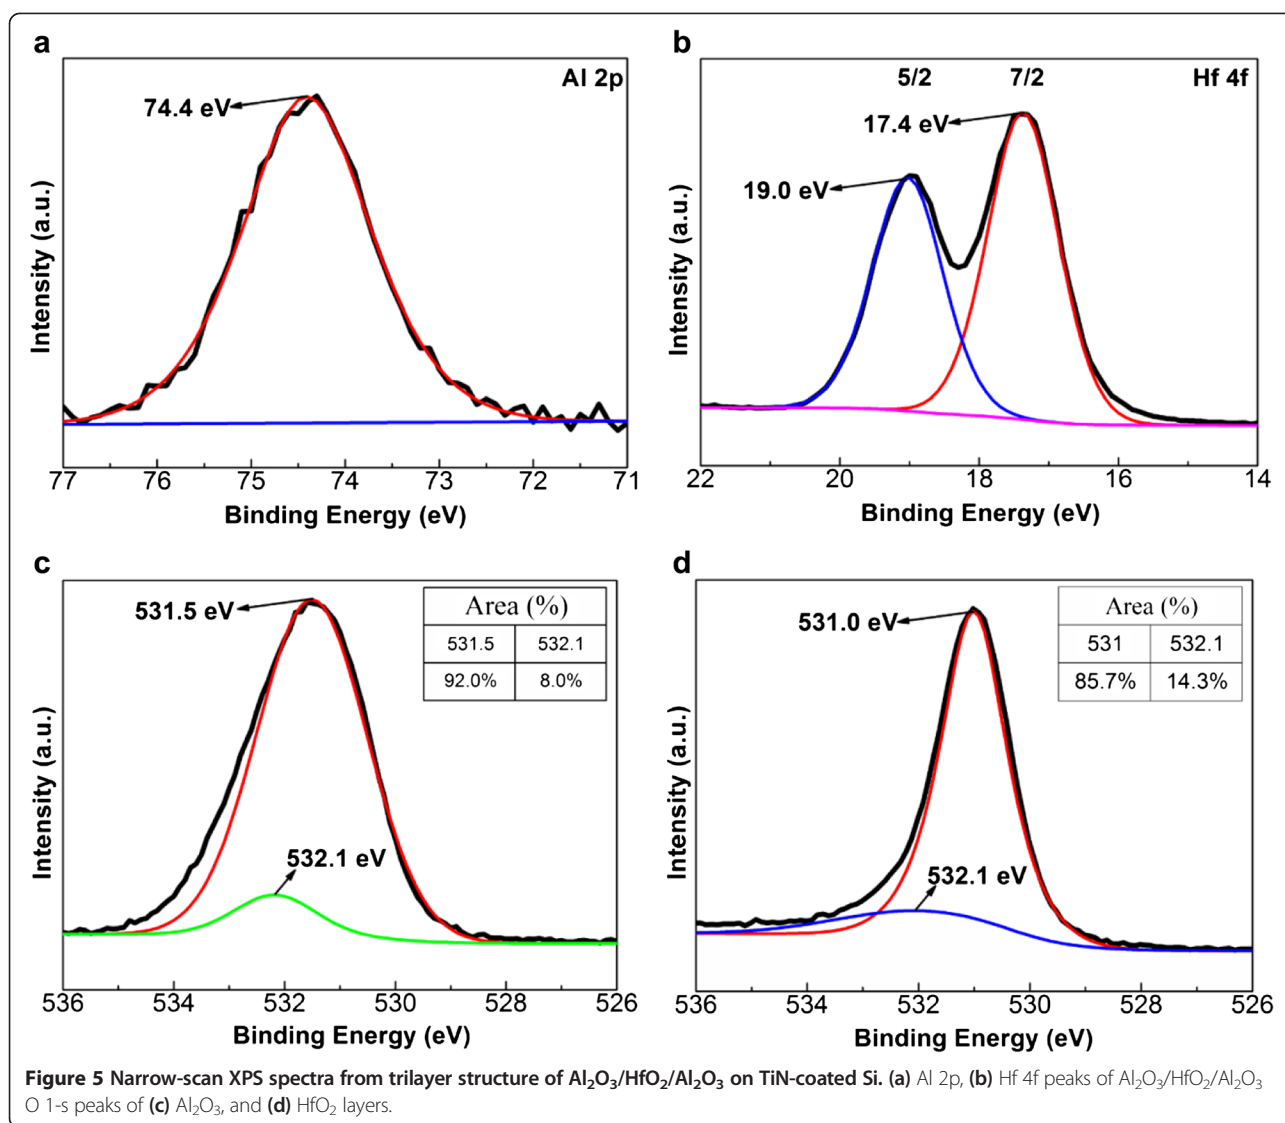 a
Al 2p
74.4 eV
Intensity (a.u.)
77 76 75 74 73 72 71
Binding Energy (eV)
b
5/2 7/2 Hf 4f
17.4 eV
19.0 eV
Intensity (a.u.)
22 20 18 16 14
Binding Energy (eV)
c
531.5 eV
Area (%)
531.5 532.1
92.0% 8.0%
532.1 eV
Intensity (a.u.)
536 534 532 530 528 526
Binding Energy (eV)
d
531.0 eV
Area (%)
531 532.1
85.7% 14.3%
532.1 eV
Intensity (a.u.)
536 534 532 530 528 526
Binding Energy (eV)
Figure 5 Narrow-scan XPS spectra from trilayer structure of Al₂O₃/HfO₂/Al₂O₃ on TiN-coated Si. (a) Al 2p, (b) Hf 4f peaks of Al₂O₃/HfO₂/Al₂O₃
O 1-s peaks of (c) Al₂O₃, and (d) HfO₂ layers.